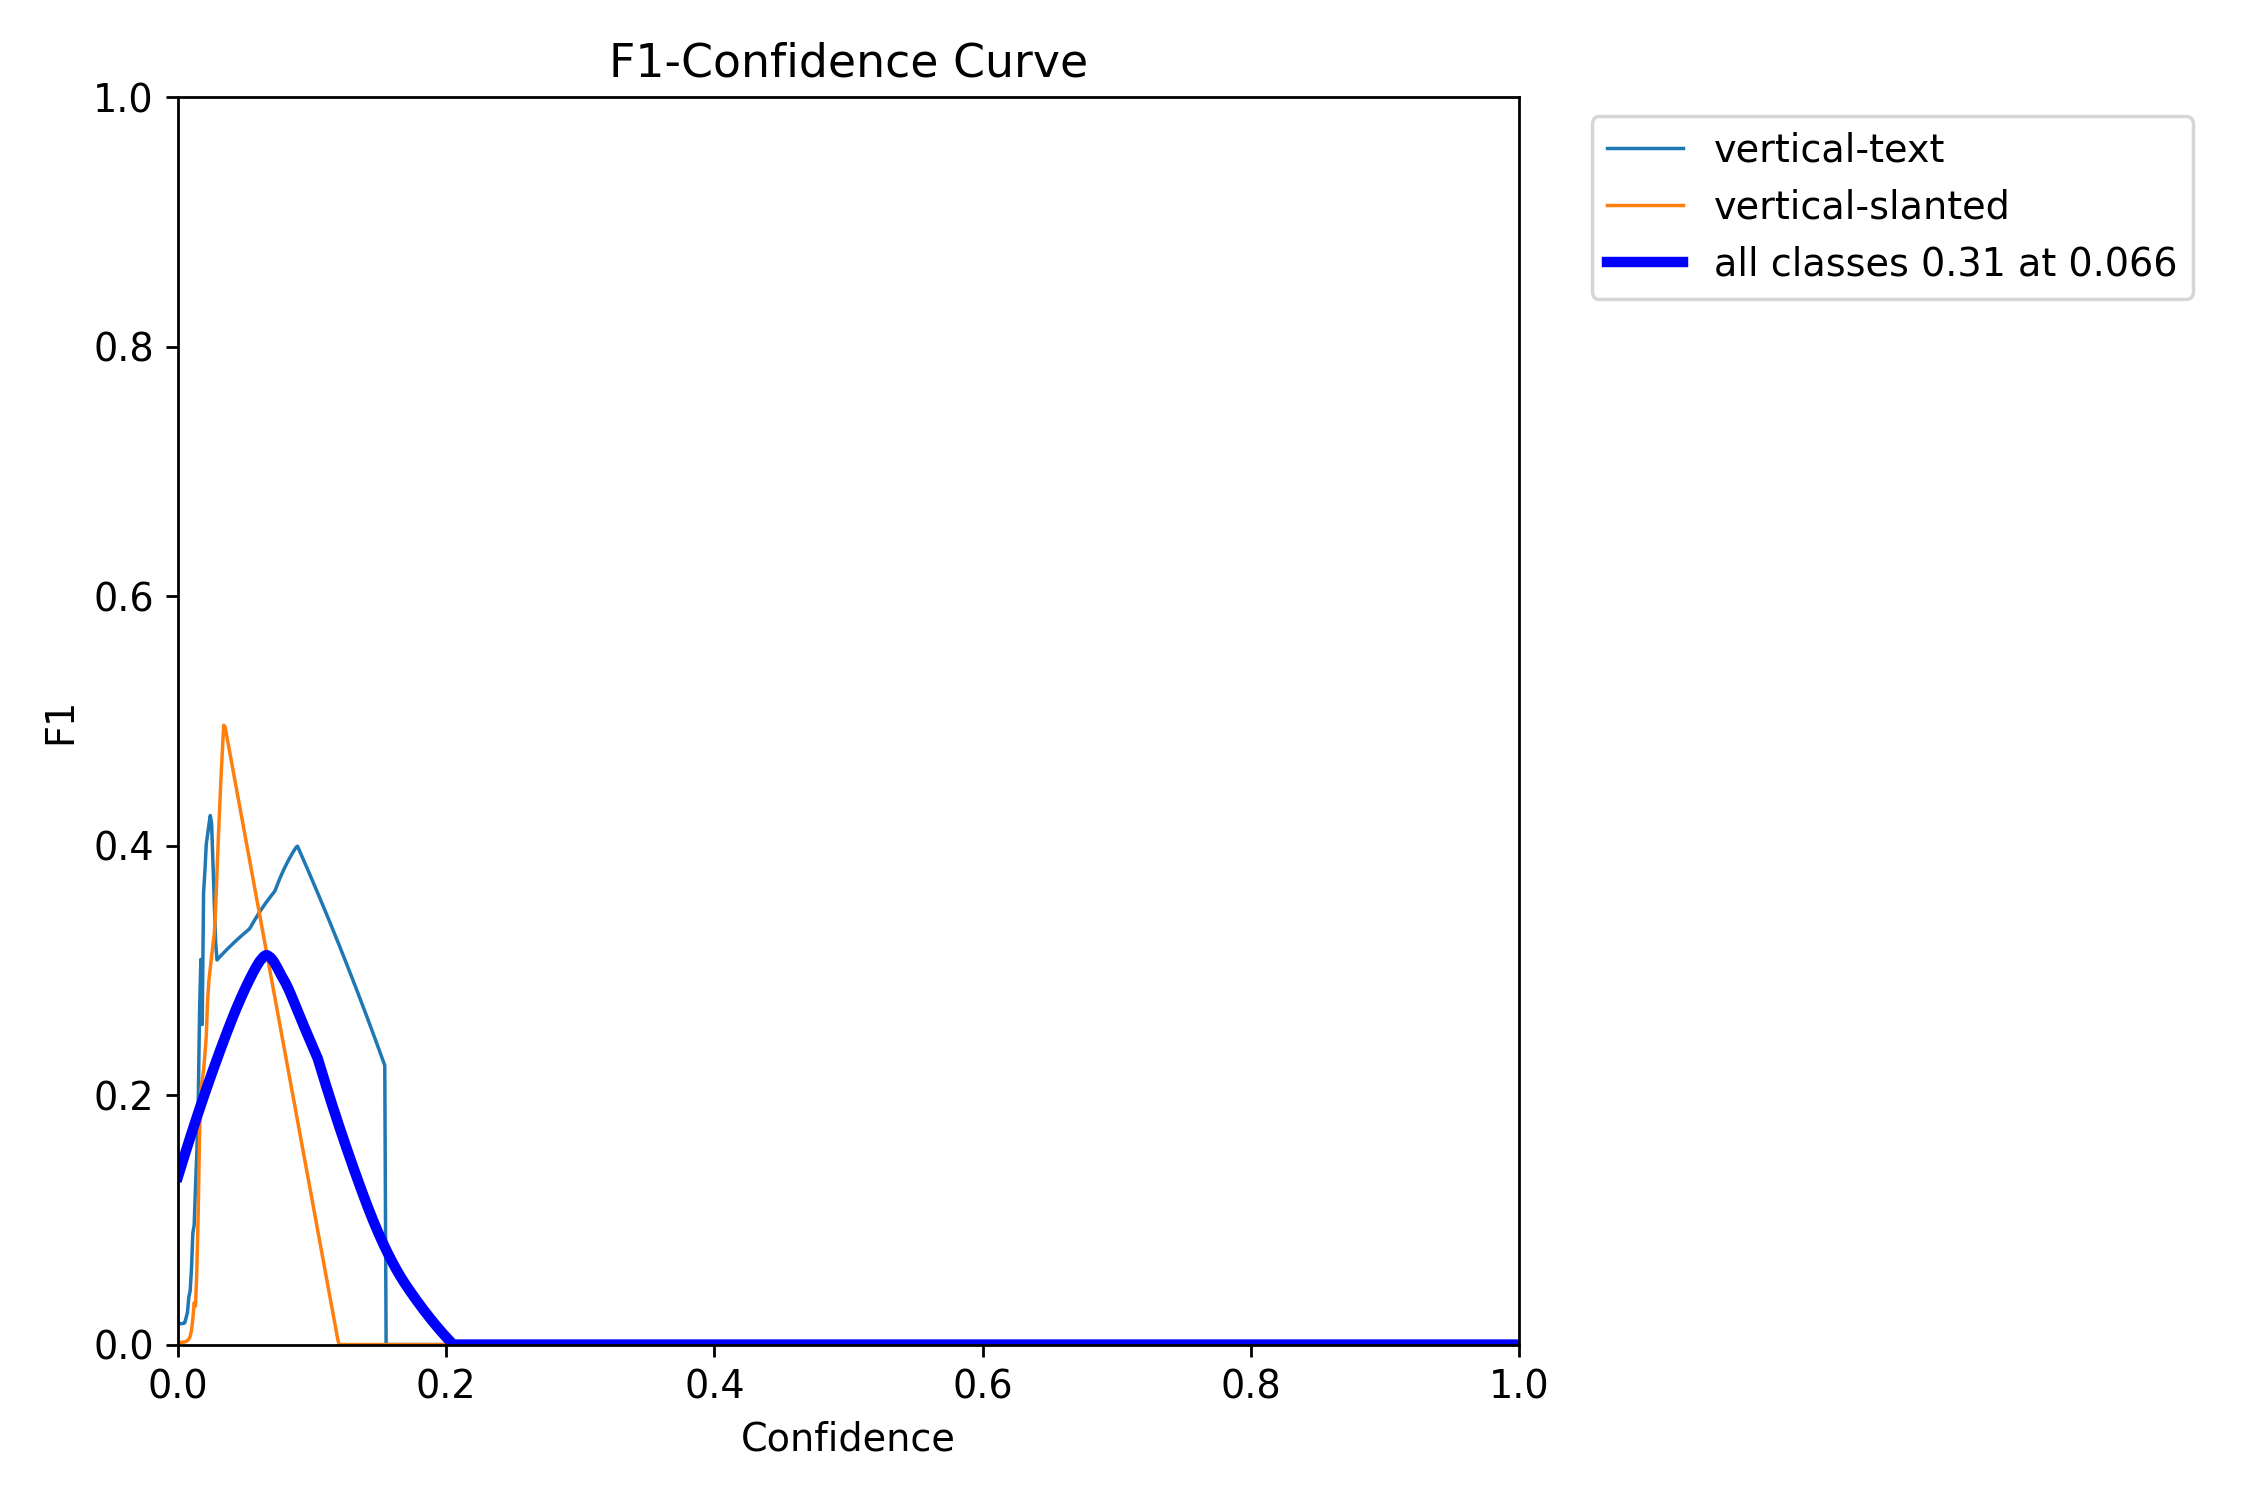 F1-Confidence Curve
1.0
0.8
0.6
0.4
0.2
0.0
F1
0.0 0.2 0.4 0.6 0.8 1.0
Confidence
vertical-text
vertical-slanted
all classes 0.31 at 0.066